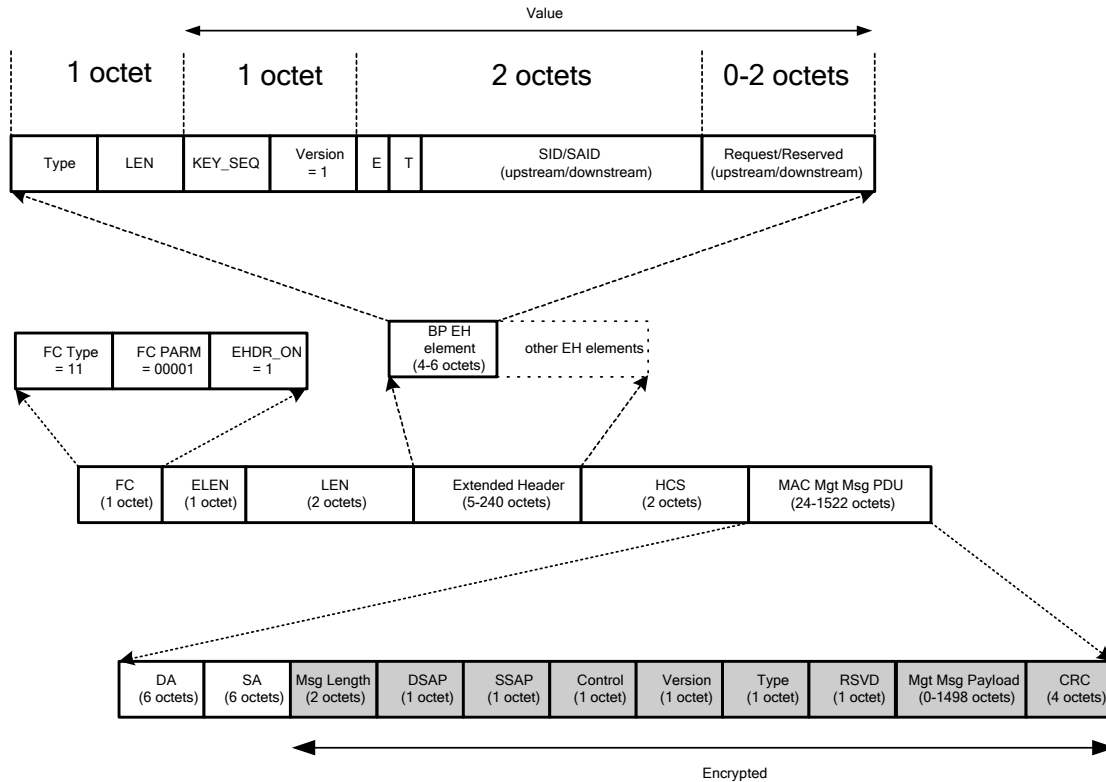 Value
1 octet 1 octet 2 octets 0-2 octets
Type LEN KEY_SEQ Version
= 1 E T SID/SAID
(upstream/downstream) Request/Reserved
(upstream/downstream)
BP EH
element
(4-6 octets) other EH elements
FC Type
= 11 FC PARM
= 00001 EHDR_ON
= 1
FC
(1 octet) ELEN
(1 octet) LEN
(2 octets) Extended Header
(5-240 octets) HCS
(2 octets) MAC Mgt Msg PDU
(24-1522 octets)
DA
(6 octets) SA
(6 octets) Msg Length
(2 octets) DSAP
(1 octet) SSAP
(1 octet) Control
(1 octet) Version
(1 octet) Type
(1 octet) RSVD
(1 octet) Mgt Msg Payload
(0-1498 octets) CRC
(4 octets)
Encrypted